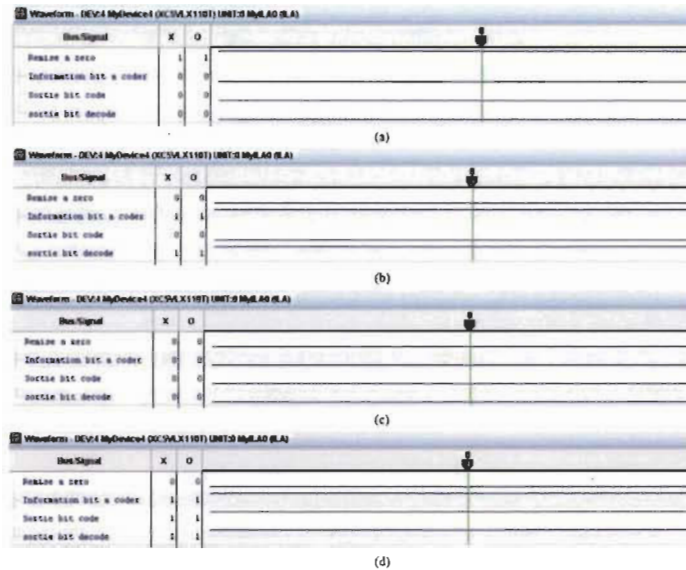 Waveform - DEV:4 MyDevice4 (XC5VLX110T) UNIT:0 MyILA0 (ILA)
Bus/Signal X O
Remise a zero 1 1
Information bit a coder 0 0
Sortie bit code 0 0
sortie bit decode 0 0
(a)
Waveform - DEV:4 MyDevice4 (XC5VLX110T) UNIT:0 MyILA0 (ILA)
Bus/Signal X O
Remise a zero 0 0
Information bit a coder 1 1
Sortie bit code 0 0
sortie bit decode 1 1
(b)
Waveform - DEV:4 MyDevice4 (XC5VLX110T) UNIT:0 MyILA0 (ILA)
Bus/Signal X O
Remise a zero 0 0
Information bit a coder 0 0
Sortie bit code 0 0
sortie bit decode 0 0
(c)
Waveform - DEV:4 MyDevice4 (XC5VLX110T) UNIT:0 MyILA0 (ILA)
Bus/Signal X O
Remise a zero 0 0
Information bit a coder 1 1
Sortie bit code 1 1
sortie bit decode 1 1
(d)